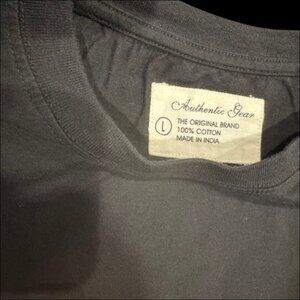 Authentic Gear
L
THE ORIGINAL BRAND
100% COTTON
MADE IN INDIA